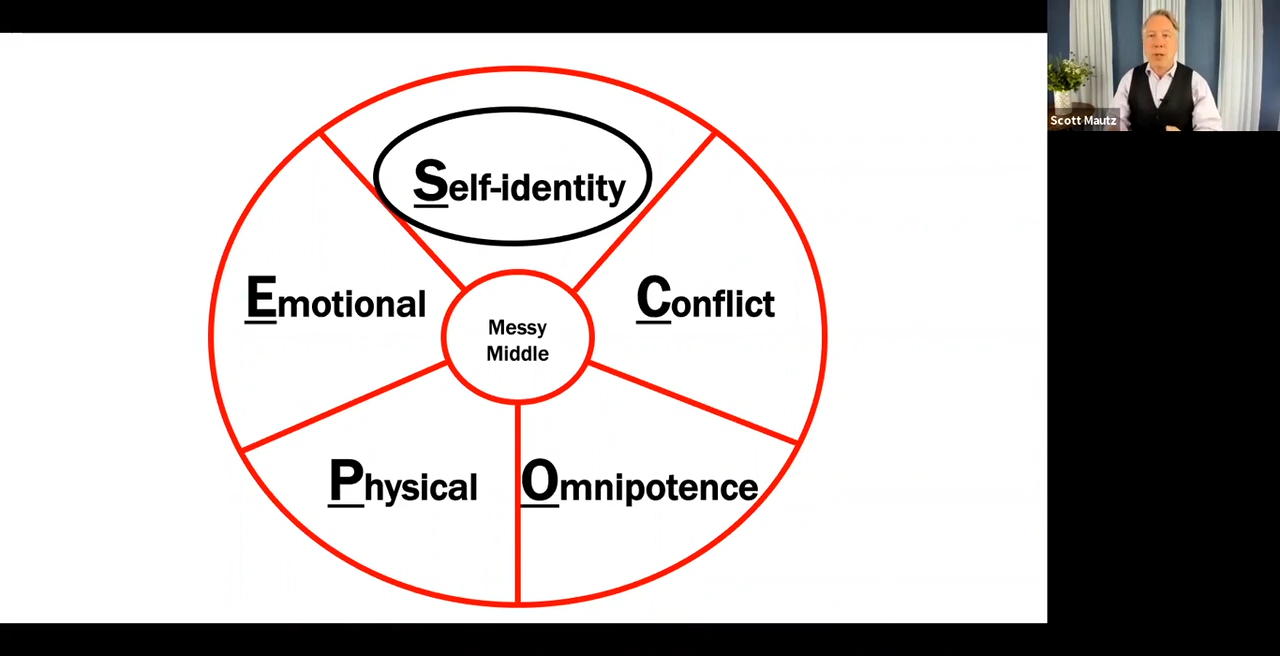 Self-identity
Emotional
Conflict
Messy
Middle
Physical
Omnipotence
Scott Mautz